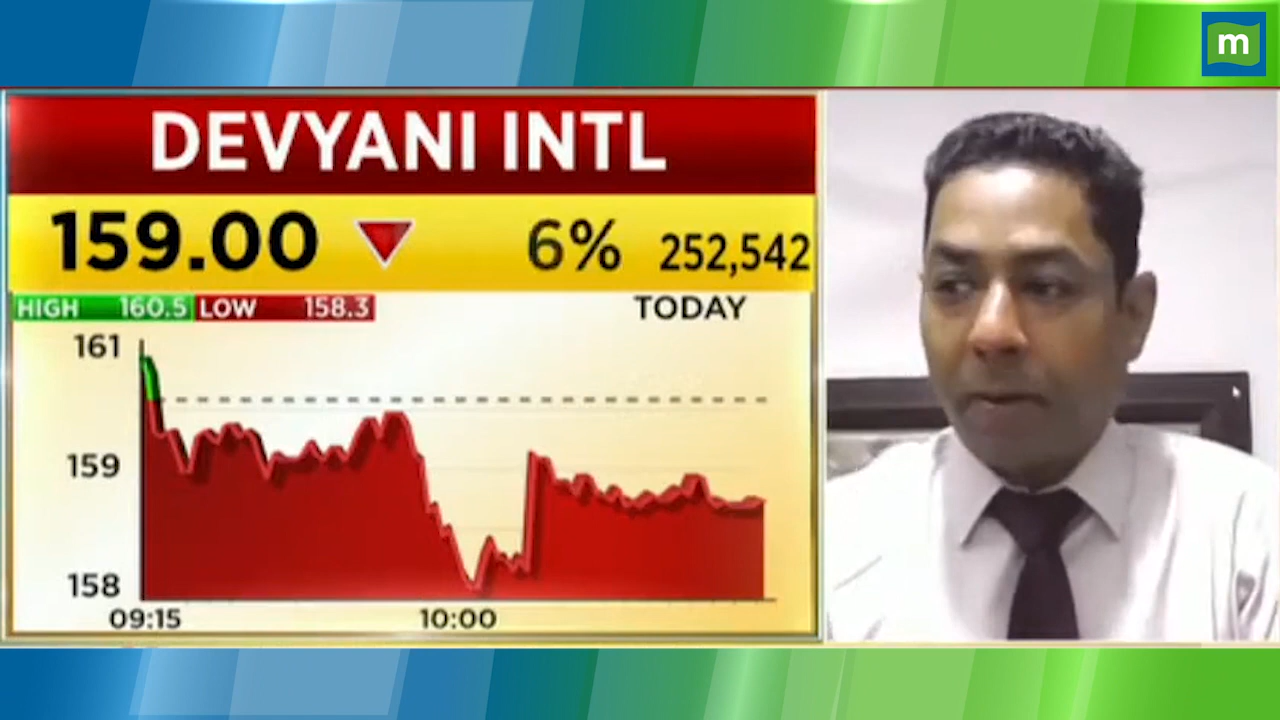 m
DEVYANI INTL
159.00 6% 252,542
HIGH 160.5 LOW 158.3 TODAY
161
159
158
09:15 10:00